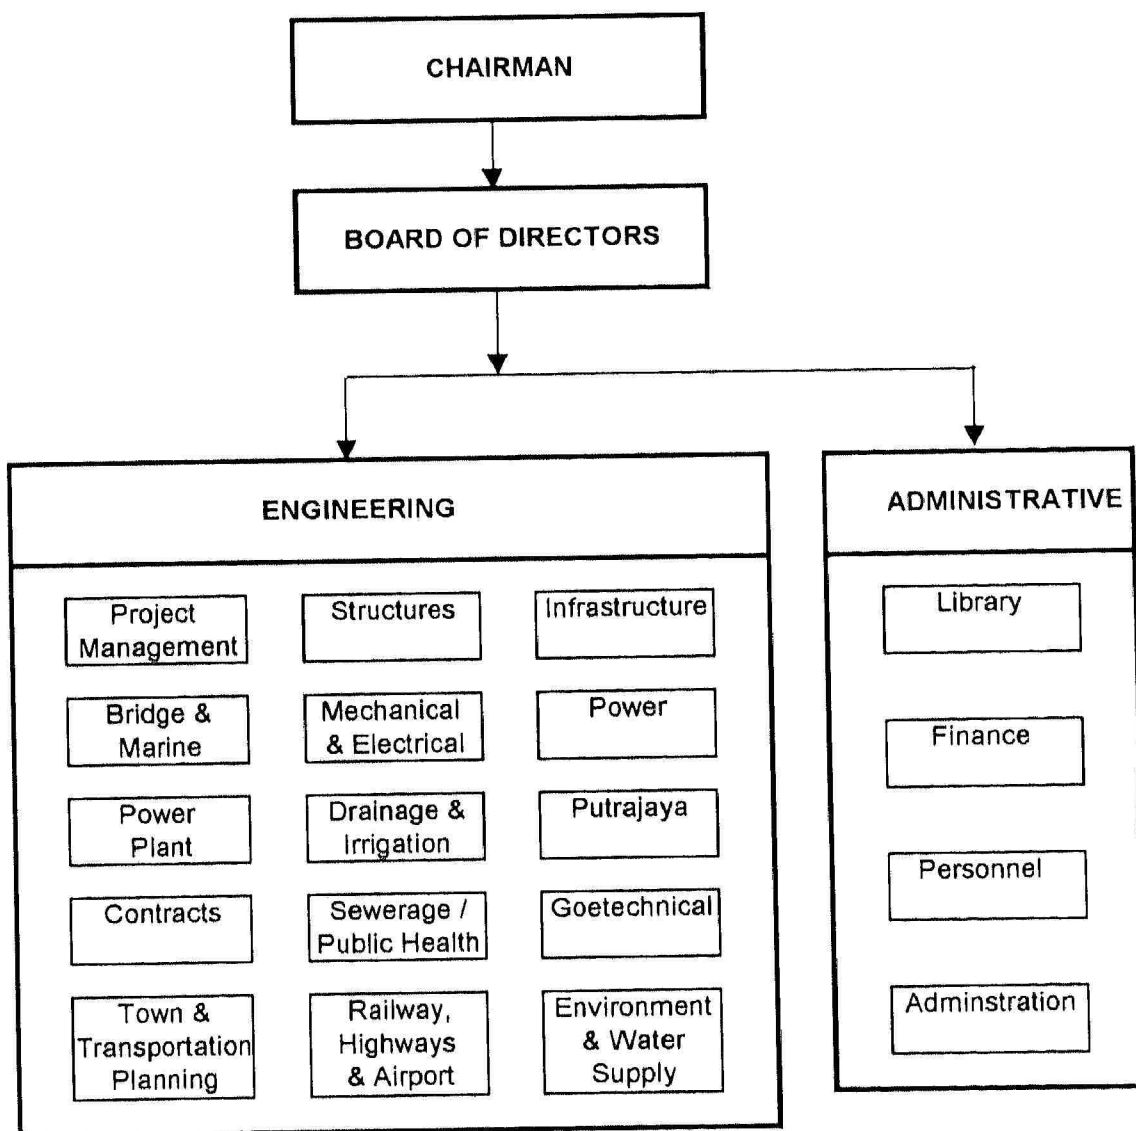 CHAIRMAN
BOARD OF DIRECTORS
ENGINEERING
Project
Management
Structures
Infrastructure
Bridge &
Marine
Mechanical
& Electrical
Power
Power
Plant
Drainage &
Irrigation
Putrajaya
Contracts
Sewerage /
Public Health
Goetechnical
Town &
Transportation
Planning
Railway,
Highways
& Airport
Environment
& Water
Supply
ADMINISTRATIVE
Library
Finance
Personnel
Adminstration